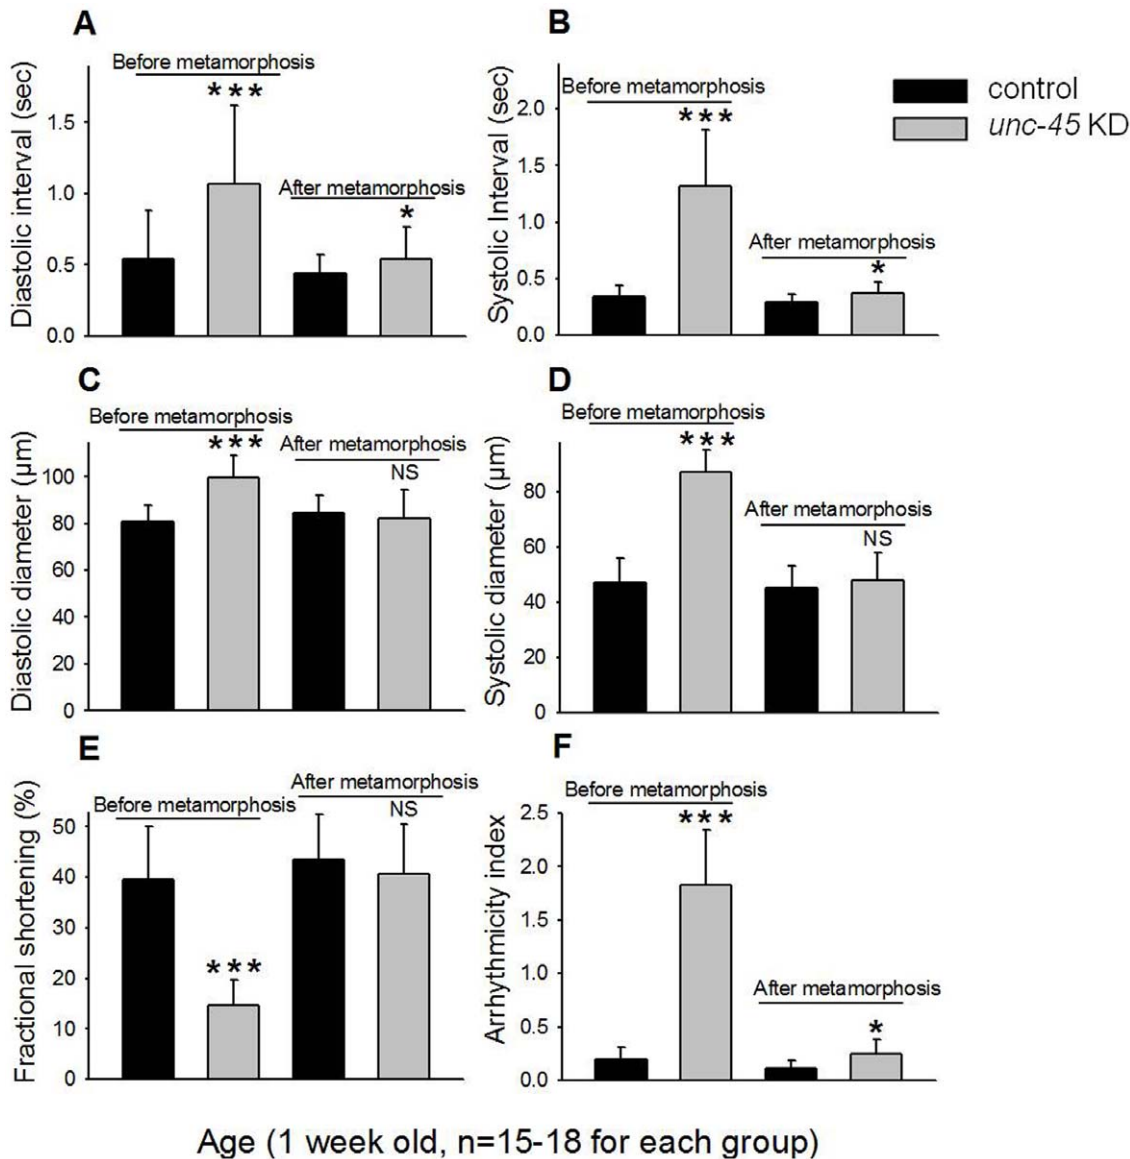 A
Before metamorphosis
***
After metamorphosis
*
Diastolic interval (sec)
1.5
1.0
0.5
0.0
B
Before metamorphosis
***
After metamorphosis
*
Systolic Interval (sec)
2.0
1.5
1.0
0.5
0.0
control
unc-45 KD
C
Before metamorphosis
***
After metamorphosis
NS
Diastolic diameter (µm)
100
80
60
40
20
0
D
Before metamorphosis
***
After metamorphosis
NS
Systolic diameter (µm)
80
60
40
20
0
E
After metamorphosis
Before metamorphosis
NS
***
Fractional shortening (%)
50
40
30
20
10
0
F
Before metamorphosis
***
After metamorphosis
*
Arrhythmicity index
2.5
2.0
1.5
1.0
0.5
0.0
Age (1 week old, n=15-18 for each group)